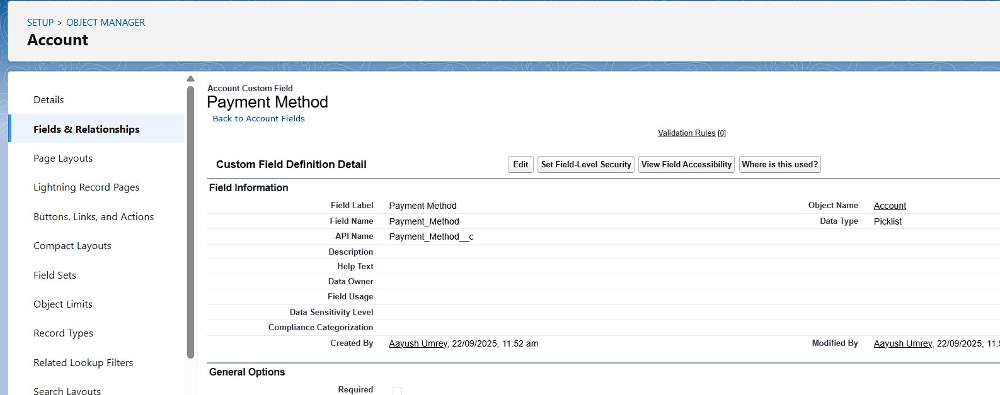 SETUP > OBJECT MANAGER
Account
Details
Fields & Relationships
Page Layouts
Lightning Record Pages
Buttons, Links, and Actions
Compact Layouts
Field Sets
Object Limits
Record Types
Related Lookup Filters
Search Layouts
Account Custom Field
Payment Method
Back to Account Fields
Validation Rules [0]
Custom Field Definition Detail
Edit
Set Field-Level Security
View Field Accessibility
Where is this used?
Field Information
Field Label Payment Method Object Name Account
Field Name Payment_Method Data Type Picklist
API Name Payment_Method__c
Description
Help Text
Data Owner
Field Usage
Data Sensitivity Level
Compliance Categorization
Created By Aayush Umrey, 22/09/2025, 11:52 am Modified By Aayush Umrey, 22/09/2025,
General Options
Required